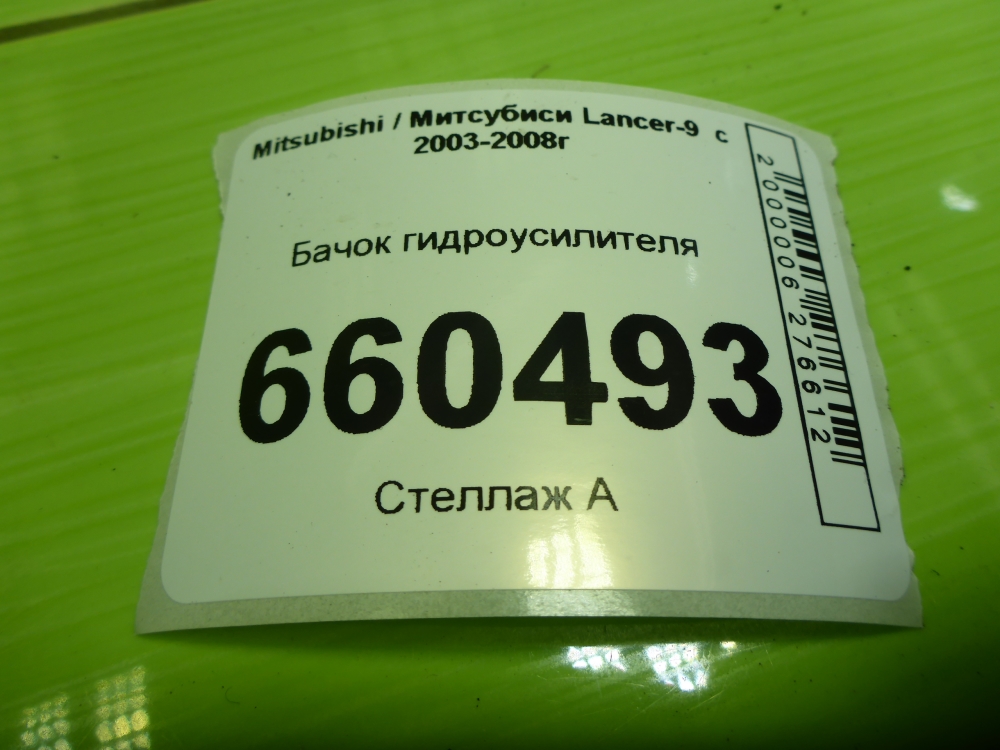 Mitsubishi / Митсубиси Lancer-9 с
2003-2008г
Бачок гидроусилителя
660493
Стеллаж А
2000006276612